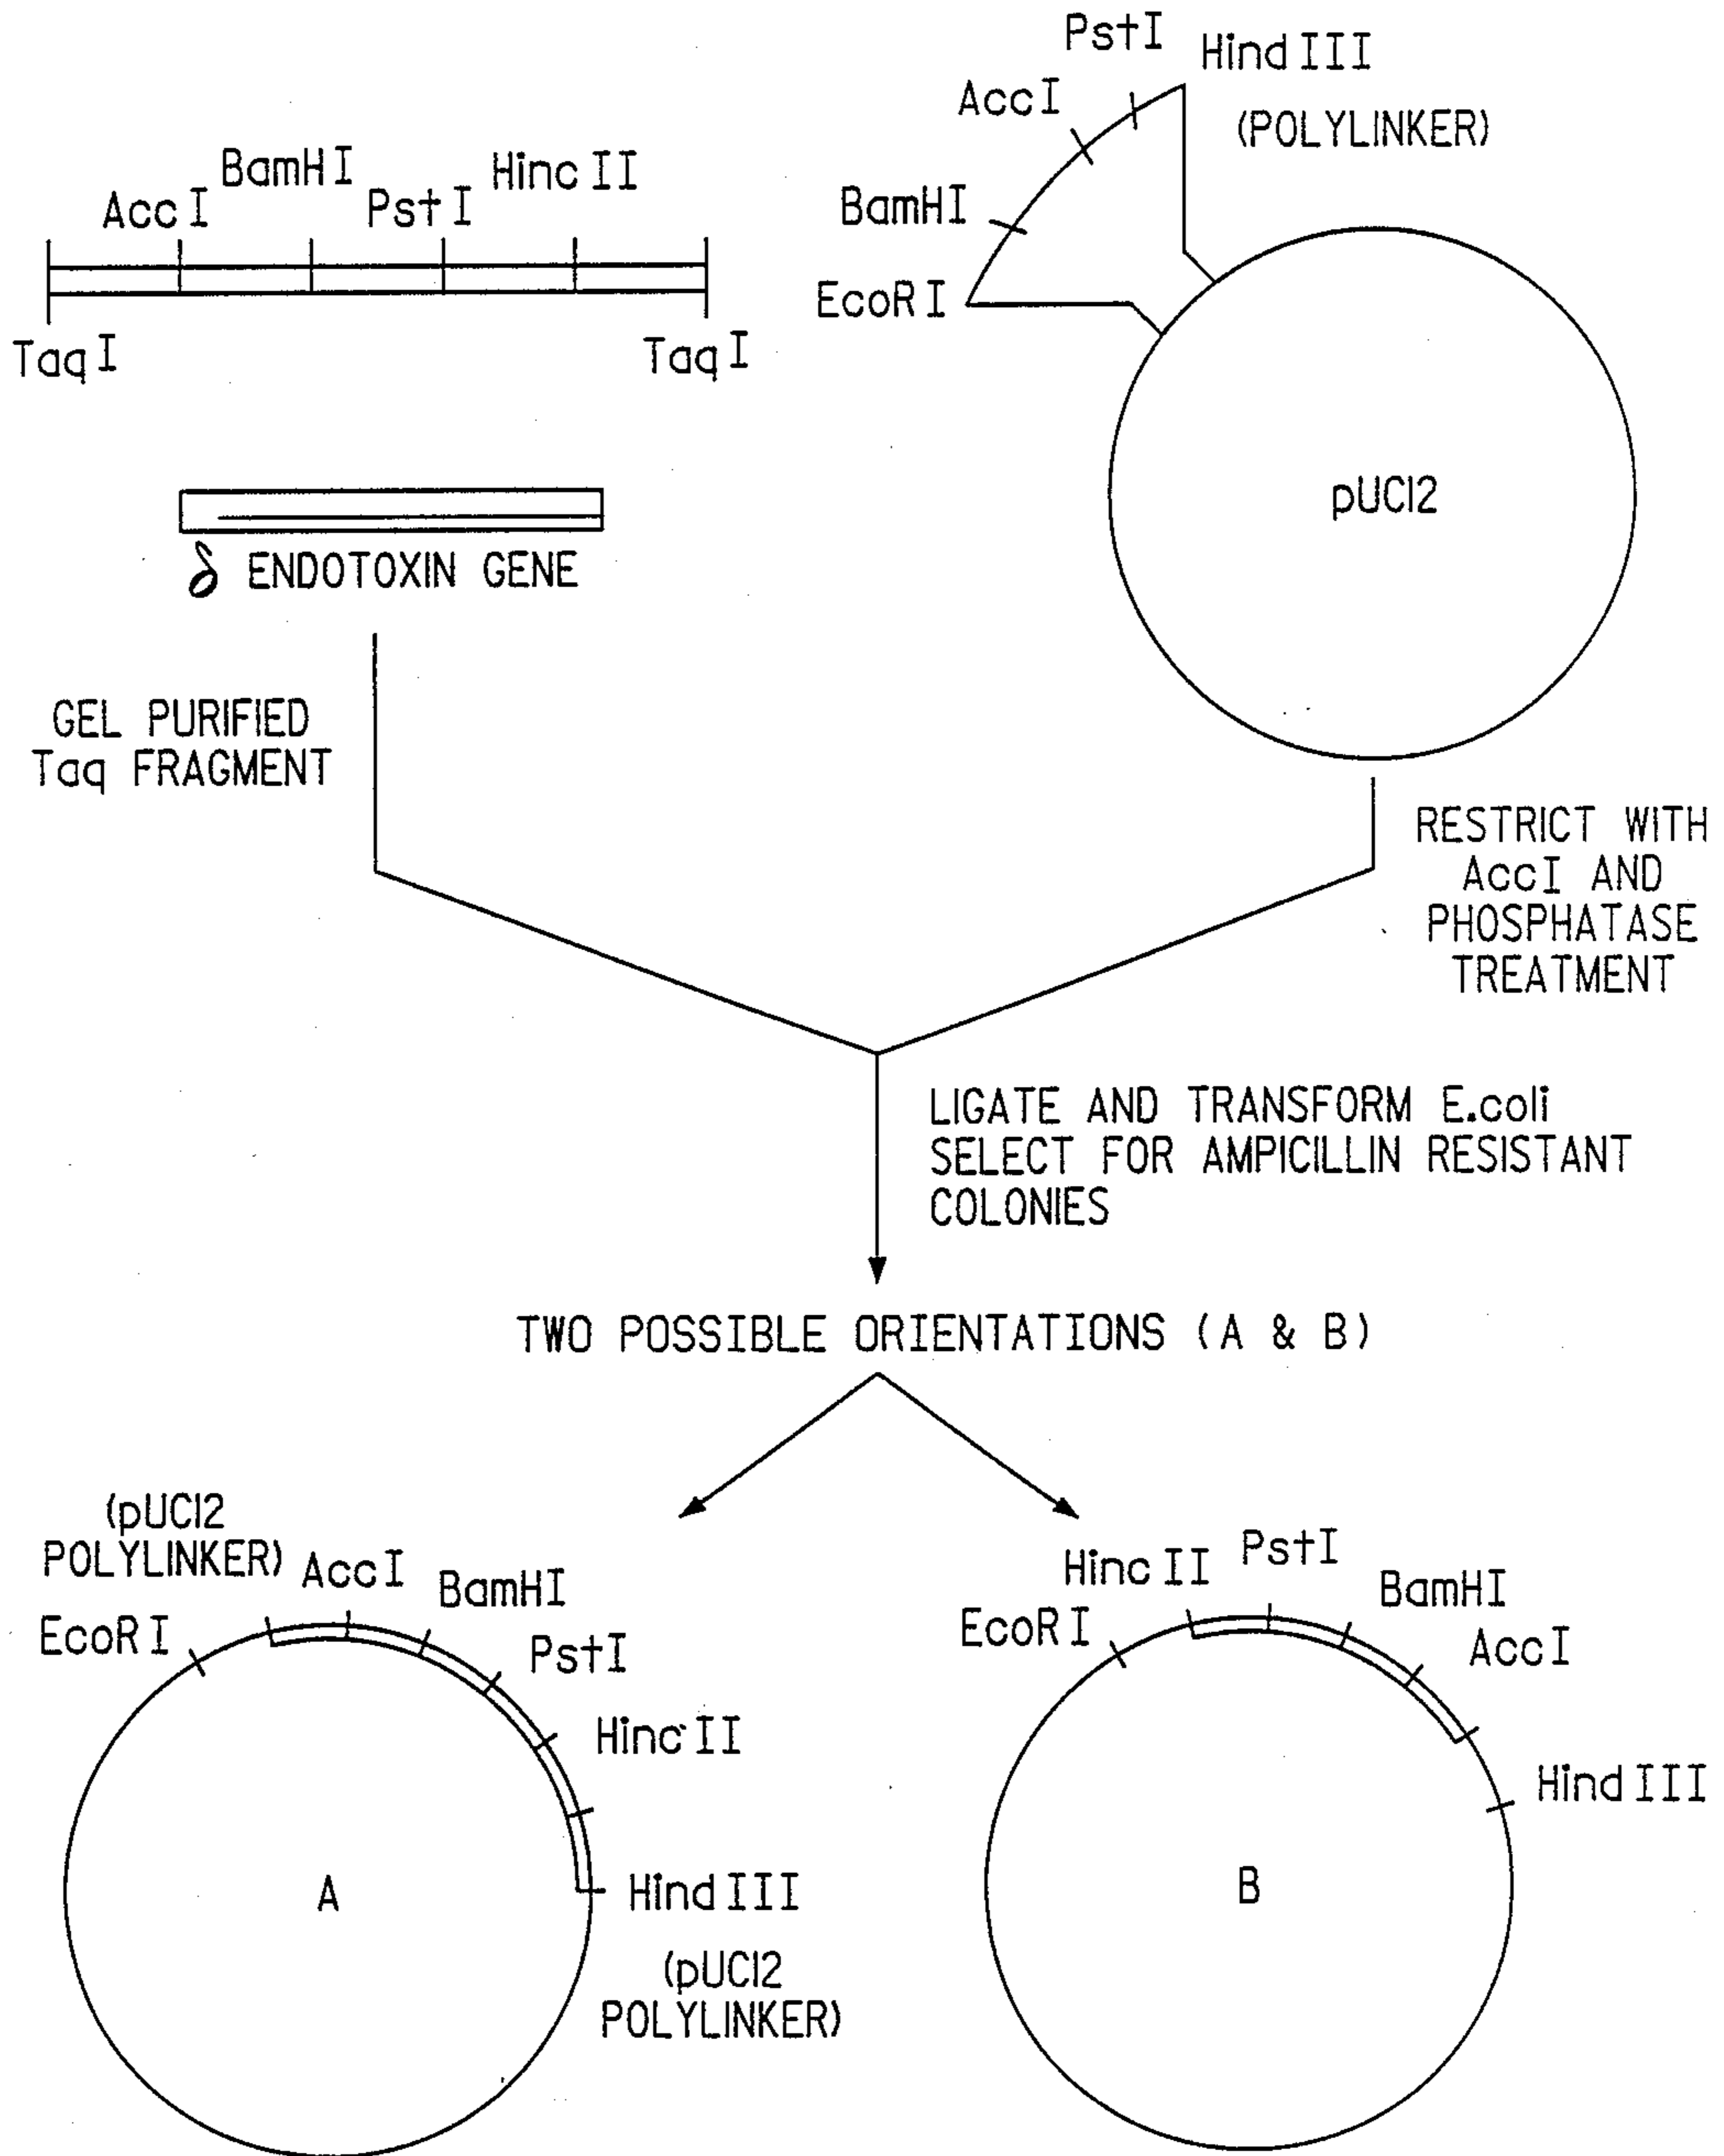 AccI
BamHI
PstI
HincII
TaqI
TaqI
δ ENDOTOXIN GENE
PstI
HindIII
(POLYLINKER)
AccI
BamHI
EcoRI
pUC12
GEL PURIFIED
Taq FRAGMENT
RESTRICT WITH
AccI AND
PHOSPHATASE
TREATMENT
LIGATE AND TRANSFORM E.coli
SELECT FOR AMPICILLIN RESISTANT
COLONIES
TWO POSSIBLE ORIENTATIONS (A & B)
(pUC12
POLYLINKER)
AccI
BamHI
EcoRI
PstI
HincII
A
HindIII
(pUC12
POLYLINKER)
HincII
PstI
BamHI
EcoRI
AccI
HindIII
B